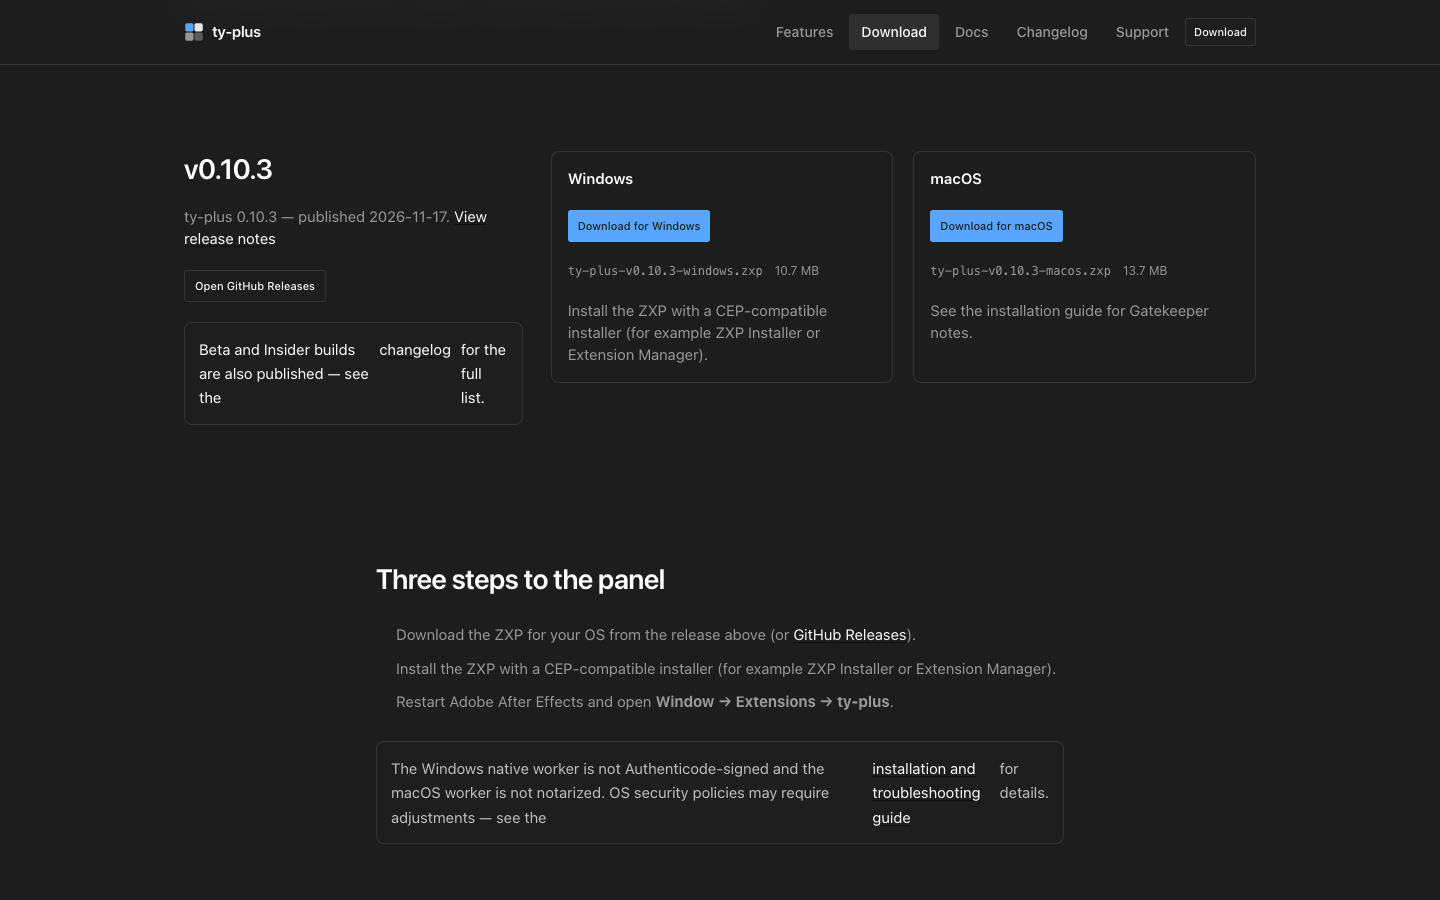 ty-plus
Features
Download
Docs
Changelog
Support
Download
v0.10.3
ty-plus 0.10.3 — published 2026-11-17. View
release notes
Open GitHub Releases
Beta and Insider builds
are also published — see
the
changelog
for the
full
list.
Windows
Download for Windows
ty-plus-v0.10.3-windows.zxp 10.7 MB
Install the ZXP with a CEP-compatible
installer (for example ZXP Installer or
Extension Manager).
macOS
Download for macOS
ty-plus-v0.10.3-macos.zxp 13.7 MB
See the installation guide for Gatekeeper
notes.
Three steps to the panel
Download the ZXP for your OS from the release above (or GitHub Releases).
Install the ZXP with a CEP-compatible installer (for example ZXP Installer or Extension Manager).
Restart Adobe After Effects and open Window → Extensions → ty-plus.
The Windows native worker is not Authenticode-signed and the
macOS worker is not notarized. OS security policies may require
adjustments — see the
installation and
troubleshooting
guide
for
details.